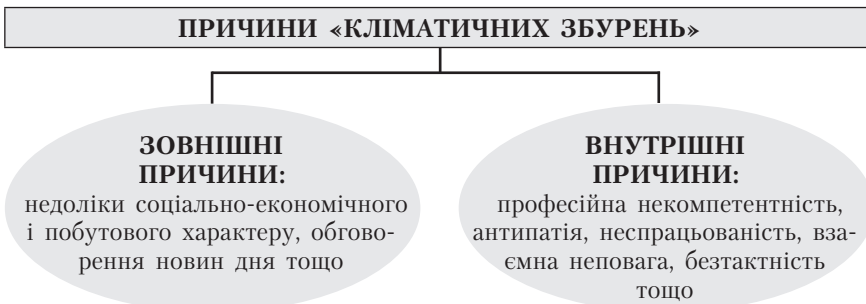 ПРИЧИНИ «КЛІМАТИЧНИХ ЗБУРЕНЬ»
ЗОВНІШНІ
ПРИЧИНИ:
недоліки соціально-економічного
і побутового характеру, обгово-
рення новин дня тощо
ВНУТРІШНІ
ПРИЧИНИ:
професійна некомпетентність,
антипатія, неспрацьованість, вза-
ємна неповага, безтактність
тощо